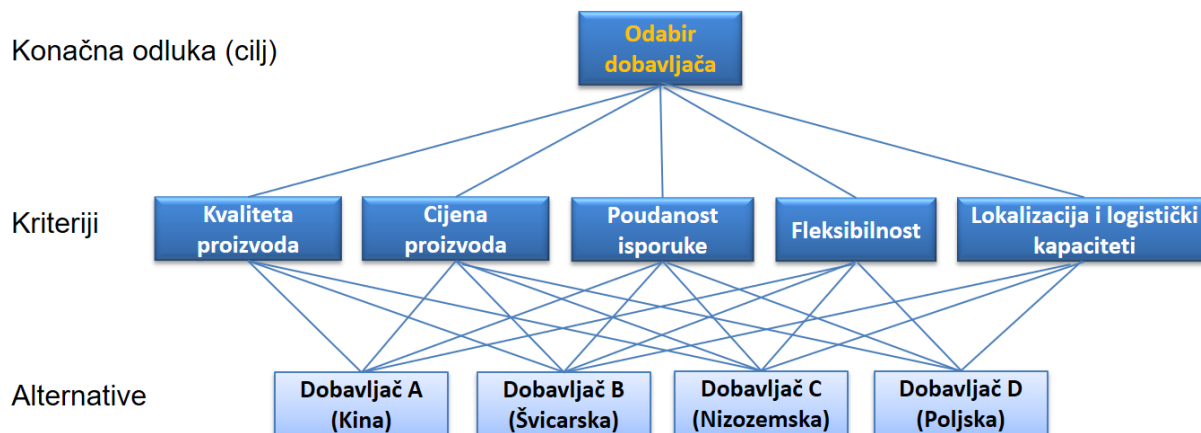 Konačna odluka (cilj)
Odabir
dobavljača
Kriteriji
Kvaliteta
proizvoda
Cijena
proizvoda
Poudanost
isporuke
Fleksibilnost
Lokalizacija i logistički
kapaciteti
Alternative
Dobavljač A
(Kina)
Dobavljač B
(Švicarska)
Dobavljač C
(Nizozemska)
Dobavljač D
(Poljska)